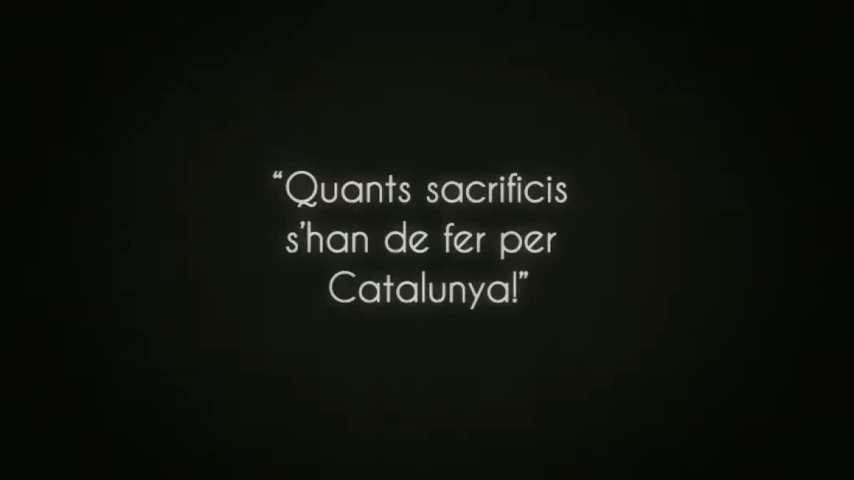 “Quants sacrificis
s'han de fer per
Catalunya!”